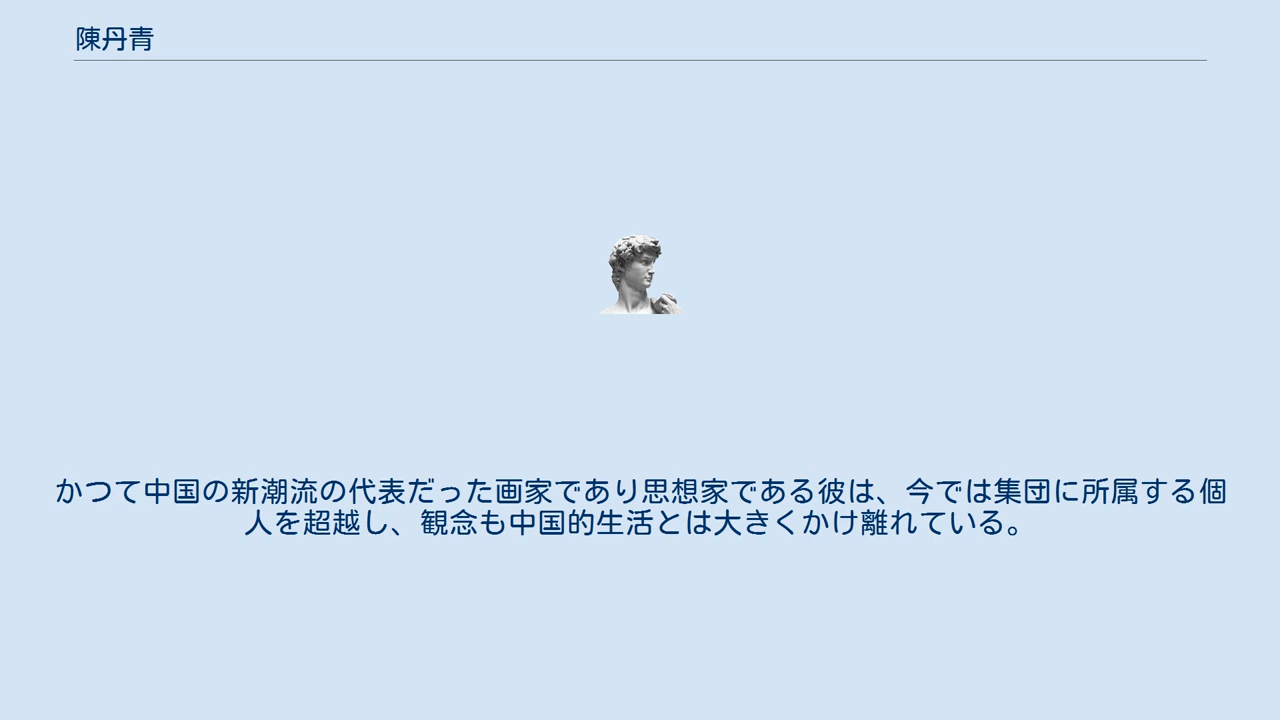 陳丹青
かつて中国の新潮流の代表だった画家であり思想家である彼は、今では集団に所属する個
人を超越し、観念も中国的生活とは大きくかけ離れている。